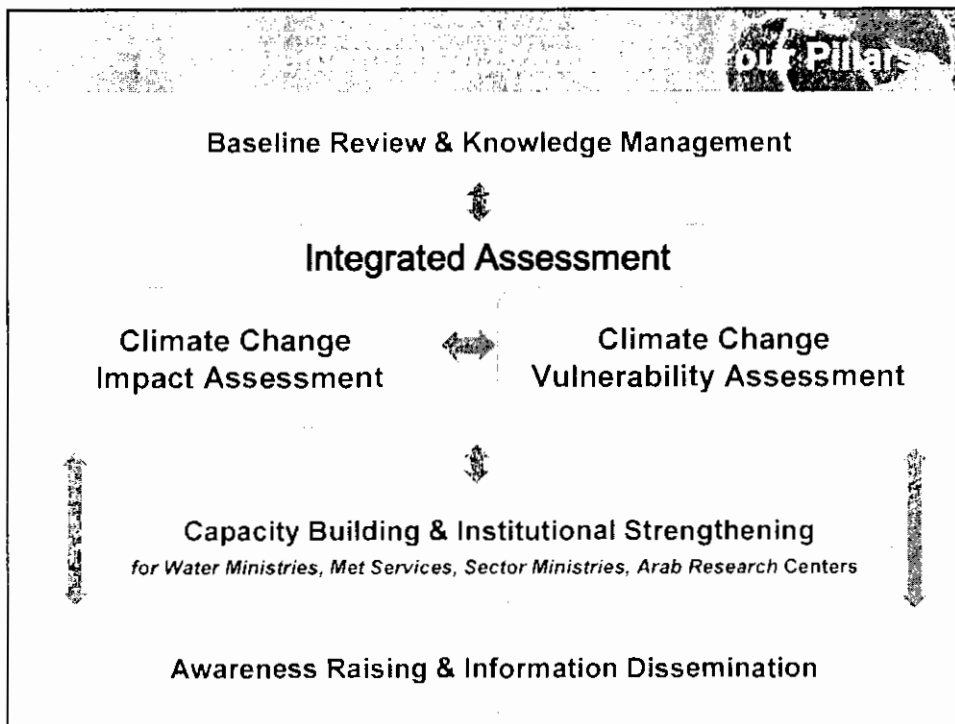 our Pillars
Baseline Review & Knowledge Management
Integrated Assessment
Climate Change
Impact Assessment
Climate Change
Vulnerability Assessment
Capacity Building & Institutional Strengthening
for Water Ministries, Met Services, Sector Ministries, Arab Research Centers
Awareness Raising & Information Dissemination